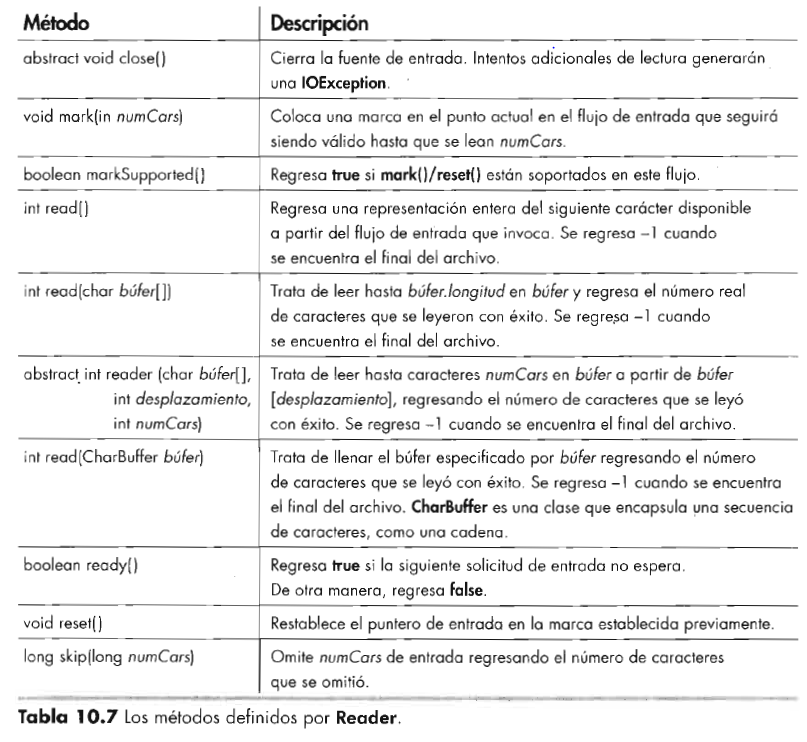 Método Descripción
abstract void close() Cierra la fuente de entrada. Intentos adicionales de lectura generarán
una IOException.
void mark(in numCars) Coloca una marca en el punto actual en el flujo de entrada que seguirá
siendo válido hasta que se lean numCars.
boolean markSupported() Regresa true si mark()/reset() están soportados en este flujo.
int read() Regresa una representación entera del siguiente carácter disponible
a partir del flujo de entrada que invoca. Se regresa –1 cuando
se encuentra el final del archivo.
int read(char búfer[]) Trata de leer hasta búfer.longitud en búfer y regresa el número real
de caracteres que se leyeron con éxito. Se regresa –1 cuando
se encuentra el final del archivo.
abstract int reader (char búfer[], Trata de leer hasta caracteres numCars en búfer a partir de búfer
int desplazamiento, [desplazamiento], regresando el número de caracteres que se leyó
int numCars) con éxito. Se regresa –1 cuando se encuentra el final del archivo.
int read(CharBuffer búfer) Trata de llenar el búfer especificado por búfer regresando el número
de caracteres que se leyó con éxito. Se regresa –1 cuando se encuentra
el final del archivo. CharBuffer es una clase que encapsula una secuencia
de caracteres, como una cadena.
boolean ready() Regresa true si la siguiente solicitud de entrada no espera.
De otra manera, regresa false.
void reset() Restablece el puntero de entrada en la marca establecida previamente.
long skip(long numCars) Omite numCars de entrada regresando el número de caracteres
que se omitió.
Tabla 10.7 Los métodos definidos por Reader.